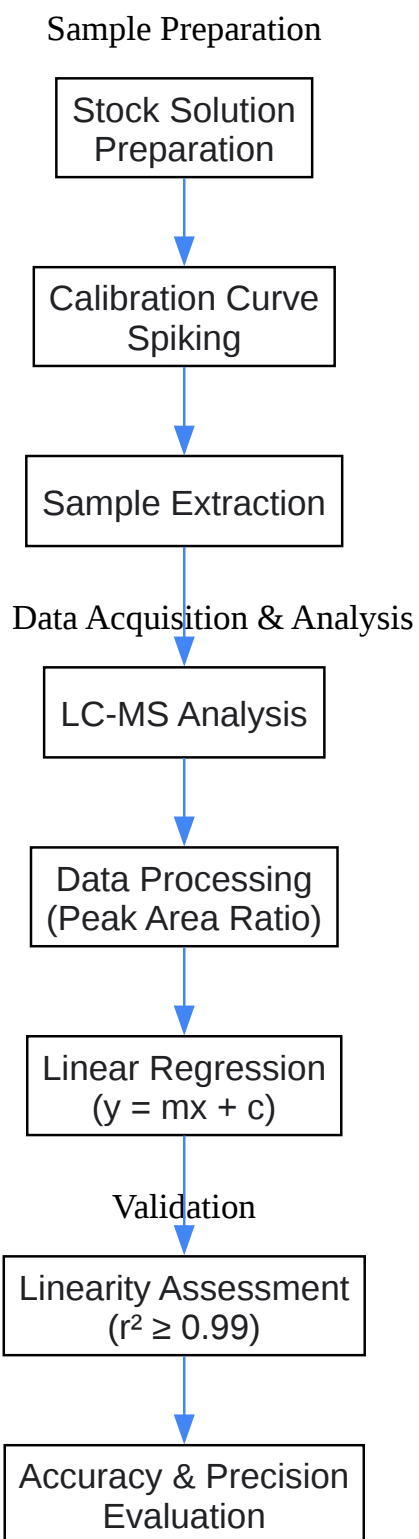 Sample Preparation
Stock Solution
Preparation
Calibration Curve
Spiking
Sample Extraction
Data Acquisition & Analysis
LC-MS Analysis
Data Processing
(Peak Area Ratio)
Linear Regression
(y = mx + c)
Validation
Linearity Assessment
(r² ≥ 0.99)
Accuracy & Precision
Evaluation